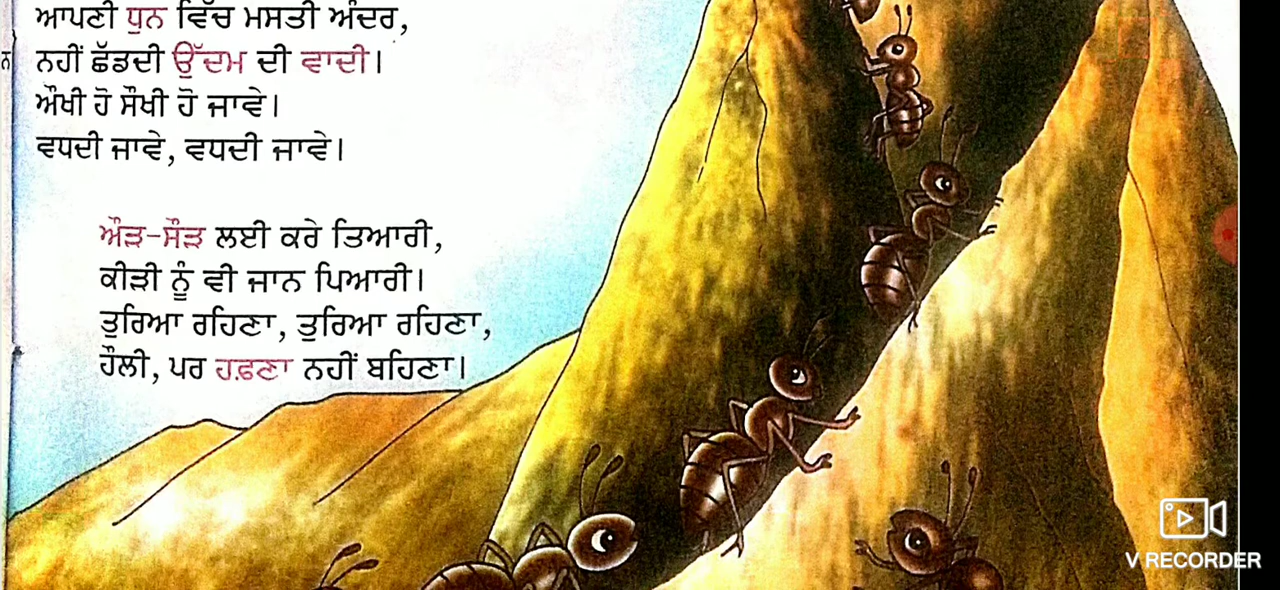 ਆਪਣੀ ਧੁਨ ਵਿੱਚ ਮਸਤੀ ਅੰਦਰ,
ਨਹੀਂ ਛੱਡਦੀ ਉੱਦਮ ਦੀ ਵਾਦੀ।
ਔਖੀ ਹੋ ਸੌਖੀ ਹੋ ਜਾਵੇ।
ਵਧਦੀ ਜਾਵੇ, ਵਧਦੀ ਜਾਵੇ।
ਔੜ-ਸੌੜ ਲਈ ਕਰੇ ਤਿਆਰੀ,
ਕੀੜੀ ਨੂੰ ਵੀ ਜਾਨ ਪਿਆਰੀ।
ਤੁਰਿਆ ਰਹਿਣਾ, ਤੁਰਿਆ ਰਹਿਣਾ,
ਹੌਲੀ, ਪਰ ਹਫ਼ਣਾ ਨਹੀਂ ਬਹਿਣਾ।
V RECORDER